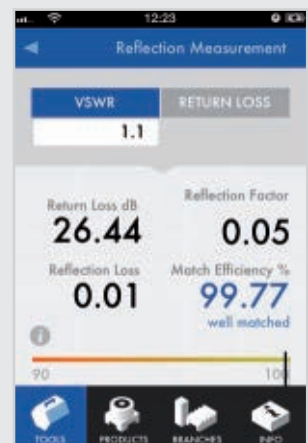 12:23
Reflection Measurement
VSWR
RETURN LOSS
1.1
Return Loss dB
26.44
Reflection Factor
0.05
Reflection Loss
0.01
Match Efficiency %
99.77
well matched
90
100
TOOLS
PRODUCTS
BRANCHES
INFO